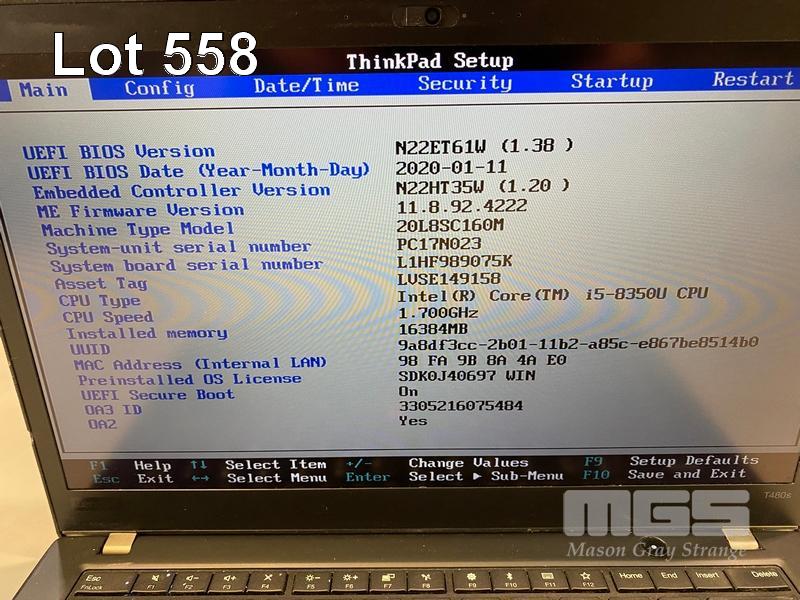 Lot 558
ThinkPad Setup
Main Config Date/Time Security Startup Restart
UEFI BIOS Version N22ET61W (1.38 )
UEFI BIOS Date (Year-Month-Day) 2020-01-11
Embedded Controller Version N22HT35W (1.20 )
ME Firmware Version 11.8.92.4222
Machine Type Model 20L8SC160M
System-unit serial number PC17N023
System board serial number L1HF989075K
Asset Tag LVSE149158
CPU Type Intel(R) Core(TM) i5-8350U CPU
CPU Speed 1.700GHz
Installed memory 16384MB
UUID 9a8df3cc-2b01-11b2-a85c-e867be8514b0
MAC Address (Internal LAN) 98 FA 9B 8A 4A E0
Preinstalled OS License SDK0J40697 WIN
UEFI Secure Boot On
OA3 ID 3305216075484
OA2 Yes
F1 Help ↑↓ Select Item +/- Change Values F9 Setup Defaults
Esc Exit ←→ Select Menu Enter Select ▶ Sub-Menu F10 Save and Exit
T480s
MGS
Mason Gray Strange
Esc F1 F2 F3 F4 F5 F6 F7 F8 F9 F10 F11 F12 Home End Insert Delete
FnLock